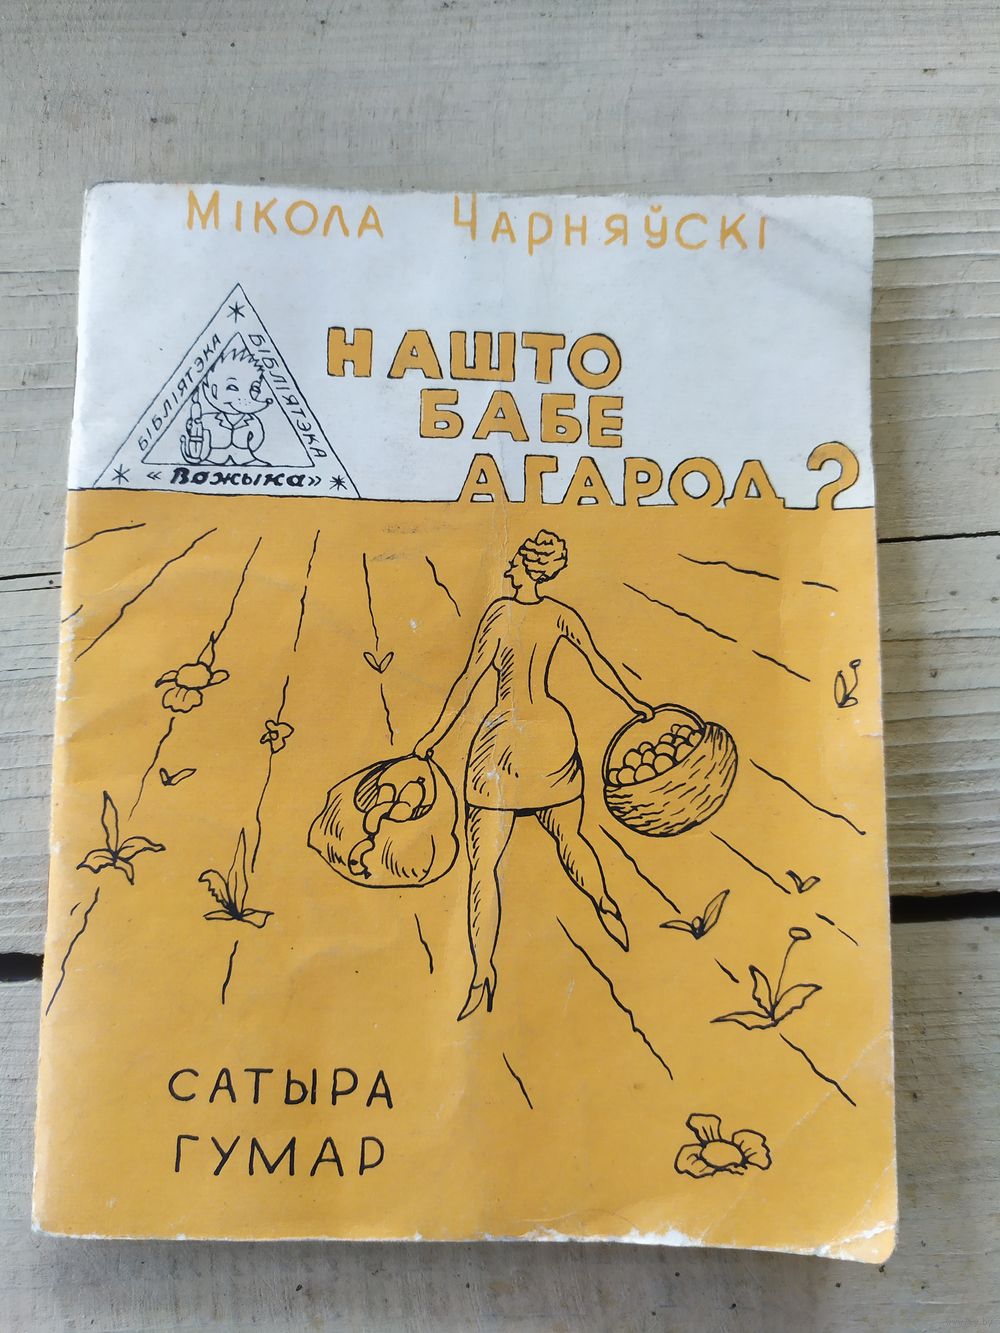 Мікола Чарняўскі
БІБЛІЯТЭКА
БІБЛІЯТЭКА
«Вожыка»
НАШТО
БАБЕ
АГАРОД?
САТЫРА
ГУМАР